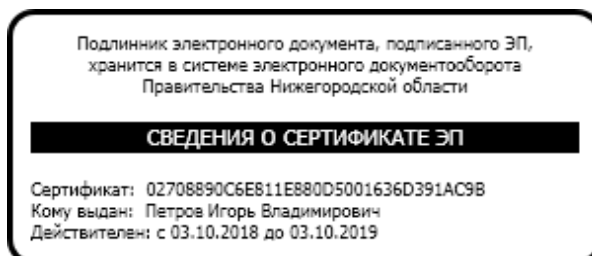 Подлинник электронного документа, подписанного ЭП,
хранится в системе электронного документооборота
Правительства Нижегородской области
СВЕДЕНИЯ О СЕРТИФИКАТЕ ЭП
Сертификат: 02708890C6E811E880D5001636D391AC9B
Кому выдан: Петров Игорь Владимирович
Действителен: с 03.10.2018 до 03.10.2019